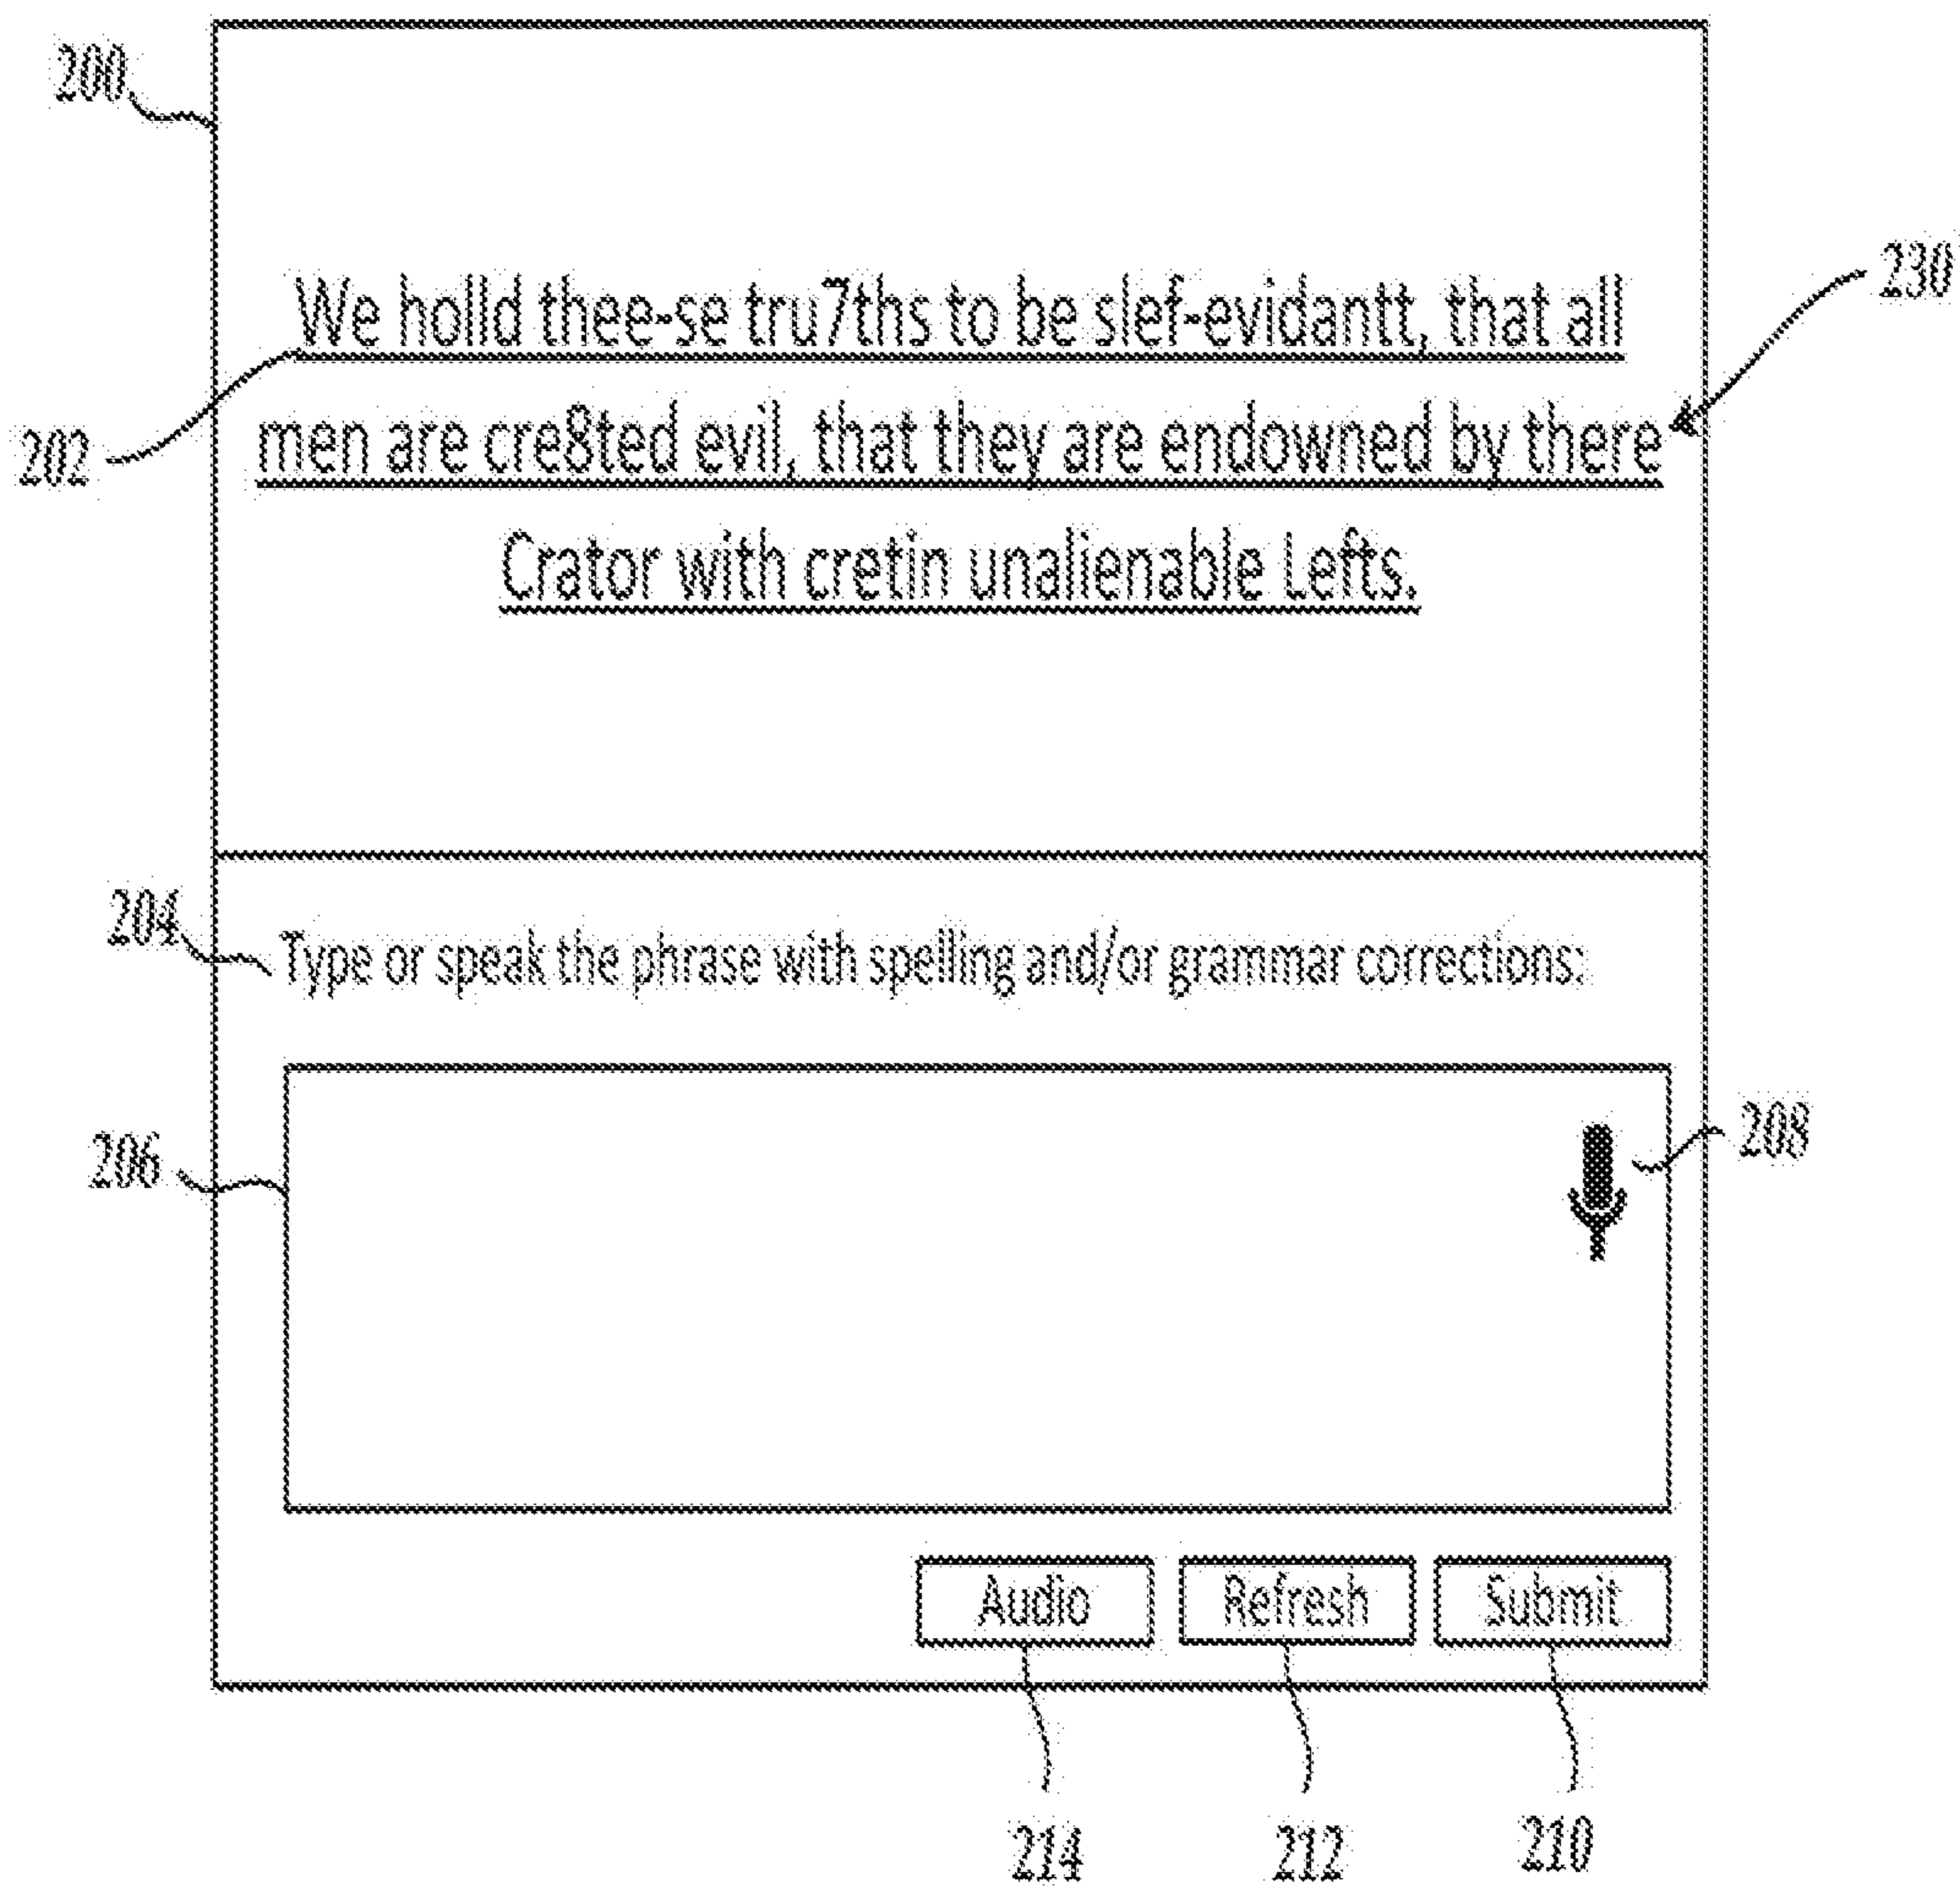 200
We holld thee-se tru7ths to be slef-evidantt, that all
230
202
men are cre8ted evil, that they are endowned by there
Crator with cretin unalienable Lefts.
204
Type or speak the phrase with spelling and/or grammar corrections:
206
208
Audio
Refresh
Submit
214
212
210